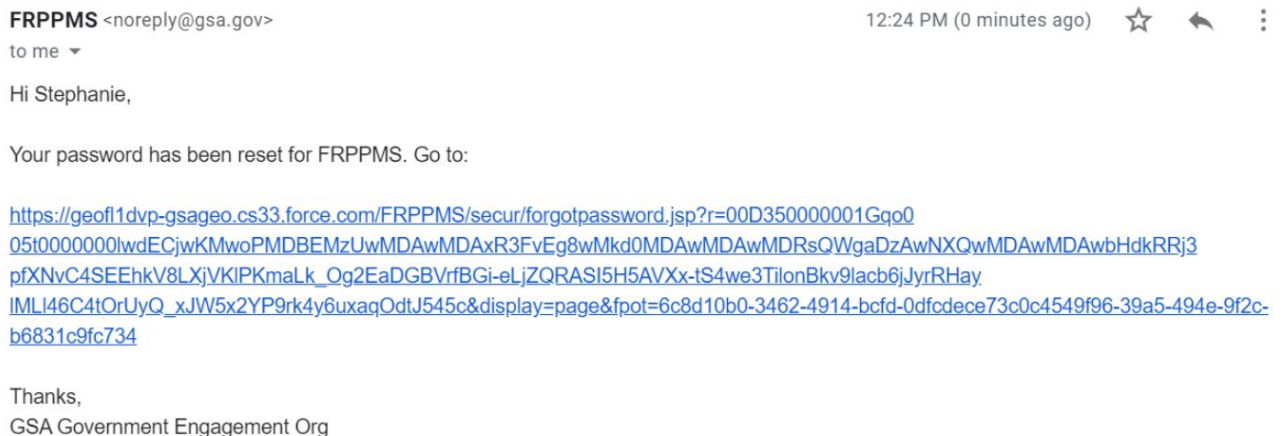 FRPPMS <noreply@gsa.gov> 12:24 PM (0 minutes ago)
to me
Hi Stephanie,
Your password has been reset for FRPPMS. Go to:
https://geofl1dvp-gsageo.cs33.force.com/FRPPMS/secur/forgotpassword.jsp?r=00D350000001Gqo0
05t0000000lwdECjwKMwoPMDBEMzUwMDAwMDAxR3FvEg8wMkd0MDAwMDAwMDRsQWgaDzAwNXQwMDAwMDAwbHdkRRj3
pfXNvC4SEEhkV8LXjVKlPKmaLk_Og2EaDGBVrfBGi-eLjZQRASI5H5AVXx-tS4we3TilonBkv9lacb6jJyrRHay
lMLl46C4tOrUyQ_xJW5x2YP9rk4y6uxaqOdtJ545c&display=page&fpot=6c8d10b0-3462-4914-bcfd-0dfcdece73c0c4549f96-39a5-494e-9f2c-
b6831c9fc734
Thanks,
GSA Government Engagement Org